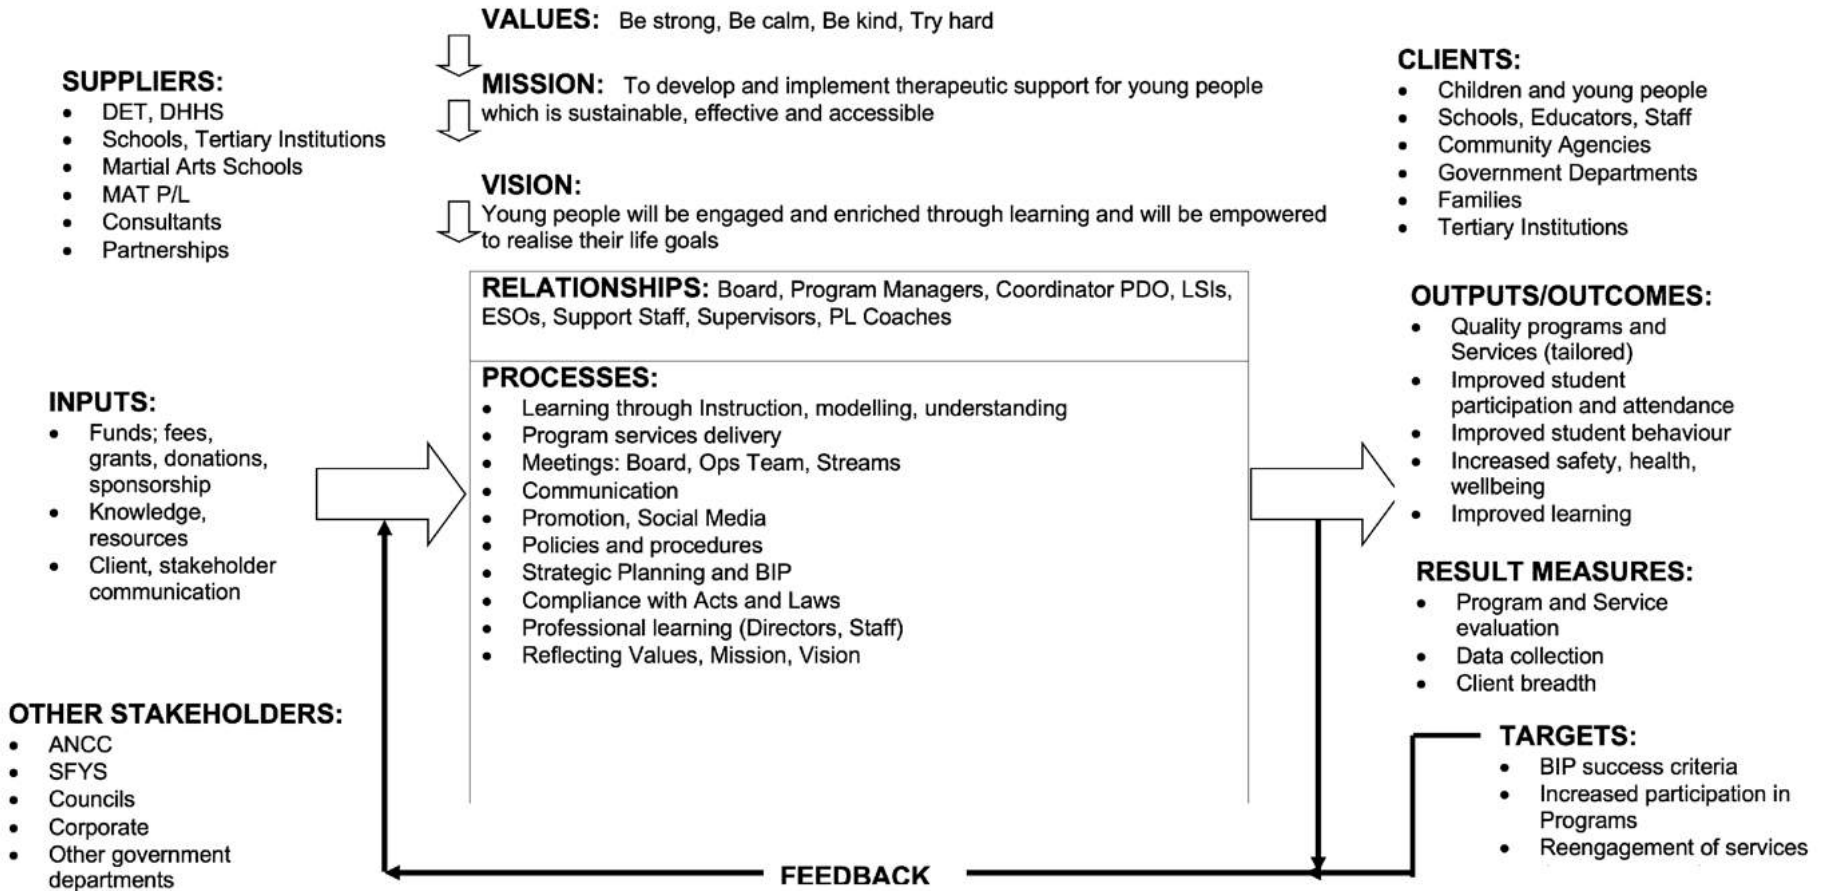 VALUES: Be strong, Be calm, Be kind, Try hard
MISSION: To develop and implement therapeutic support for young people
which is sustainable, effective and accessible
VISION:
Young people will be engaged and enriched through learning and will be empowered
to realise their life goals
SUPPLIERS:
• DET, DHHS
• Schools, Tertiary Institutions
• Martial Arts Schools
• MAT P/L
• Consultants
• Partnerships
CLIENTS:
• Children and young people
• Schools, Educators, Staff
• Community Agencies
• Government Departments
• Families
• Tertiary Institutions
RELATIONSHIPS: Board, Program Managers, Coordinator PDO, LSIs,
ESOs, Support Staff, Supervisors, PL Coaches
INPUTS:
• Funds; fees,
grants, donations,
sponsorship
• Knowledge,
resources
• Client, stakeholder
communication
PROCESSES:
• Learning through Instruction, modelling, understanding
• Program services delivery
• Meetings: Board, Ops Team, Streams
• Communication
• Promotion, Social Media
• Policies and procedures
• Strategic Planning and BIP
• Compliance with Acts and Laws
• Professional learning (Directors, Staff)
• Reflecting Values, Mission, Vision
OUTPUTS/OUTCOMES:
• Quality programs and
Services (tailored)
• Improved student
participation and attendance
• Improved student behaviour
• Increased safety, health,
wellbeing
• Improved learning
RESULT MEASURES:
• Program and Service
evaluation
• Data collection
• Client breadth
OTHER STAKEHOLDERS:
• ANCC
• SFYS
• Councils
• Corporate
• Other government
departments
TARGETS:
• BIP success criteria
• Increased participation in
Programs
• Reengagement of services
FEEDBACK